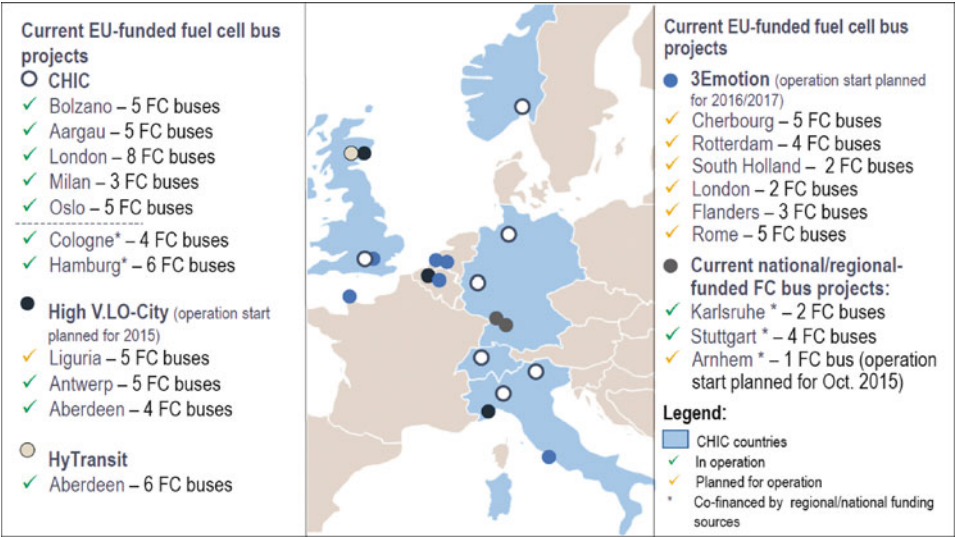 Current EU-funded fuel cell bus
projects
CHIC
✓ Bolzano – 5 FC buses
✓ Aargau – 5 FC buses
✓ London – 8 FC buses
✓ Milan – 3 FC buses
✓ Oslo – 5 FC buses
✓ Cologne* – 4 FC buses
✓ Hamburg* – 6 FC buses
High V.LO-City (operation start
planned for 2015)
✓ Liguria – 5 FC buses
✓ Antwerp – 5 FC buses
✓ Aberdeen – 4 FC buses
HyTransit
✓ Aberdeen – 6 FC buses
Current EU-funded fuel cell bus
projects
3Emotion (operation start planned
for 2016/2017)
✓ Cherbourg – 5 FC buses
✓ Rotterdam – 4 FC buses
✓ South Holland – 2 FC buses
✓ London – 2 FC buses
✓ Flanders – 3 FC buses
✓ Rome – 5 FC buses
Current national/regional-
funded FC bus projects:
✓ Karlsruhe * – 2 FC buses
✓ Stuttgart * – 4 FC buses
✓ Arnhem * – 1 FC bus (operation
start planned for Oct. 2015)
Legend:
CHIC countries
✓ In operation
✓ Planned for operation
* Co-financed by regional/national funding
sources